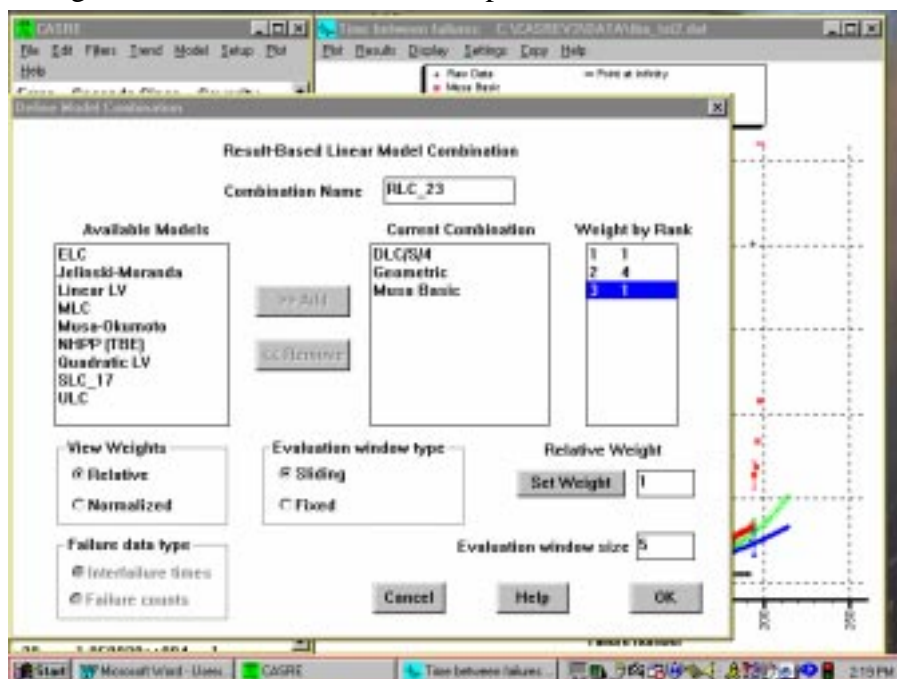 CASRE
File Edit Filters Trend Model Setup Plot
Help
Time between failures: C:\CASREV3\DATA\
Plot Results Display Settings Copy Help
Raw Data
Point at infinity
Musa Basic
Define Model Combination
Result-Based Linear Model Combination
Combination Name RLC_23
Available Models
ELC
Jelinski-Moranda
Linear LV
MLC
Musa-Okumoto
NHPP (TBE)
Quadratic LV
SLC_17
ULC
>> Add
<< Remove
Current Combination
DLC/S/4
Geometric
Musa Basic
Weight by Rank
1 1
2 4
3 1
View Weights
Relative
Normalized
Evaluation window type
Sliding
Fixed
Relative Weight
Set Weight 1
Failure data type
Interfailure times
Failure counts
Evaluation window size 5
Cancel Help OK
200 250
Start Microsoft Word - Users CASRE Time between failures... 2:19 PM